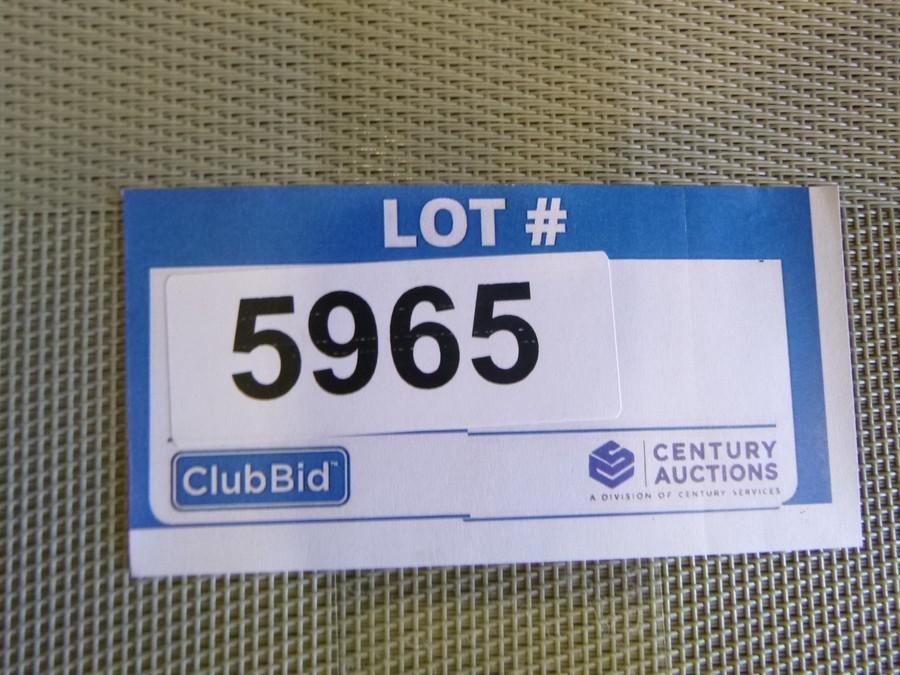 LOT #
5965
ClubBid™
CENTURY
AUCTIONS
A DIVISION OF CENTURY SERVICES